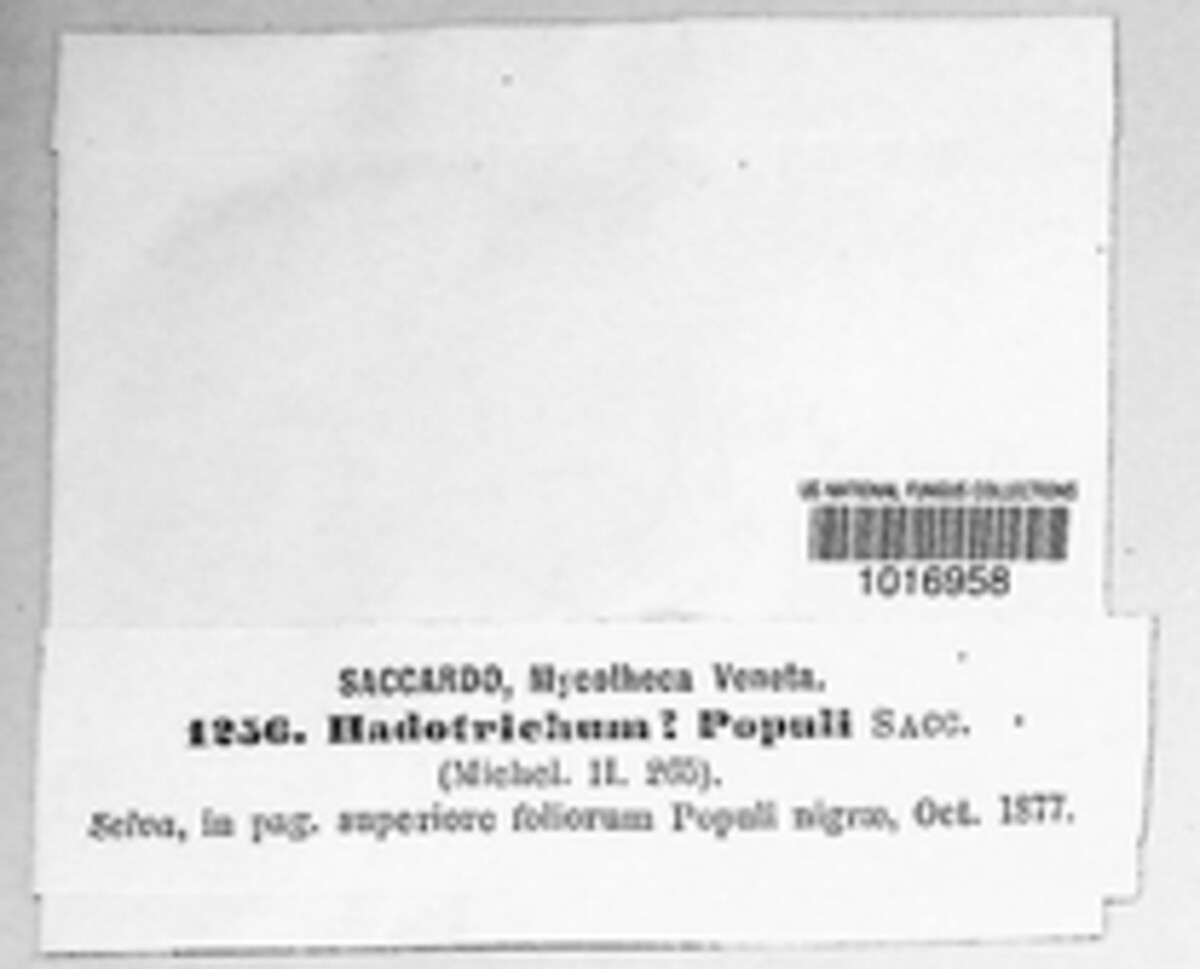 US NATIONAL FUNGUS COLLECTIONS
1016958
SACCARDO, Mycotheca Veneta.
1256. Hadotrichum? Populi SACC.
(Michel. II. 265).
Selva, in pag. superiore foliorum Populi nigræ, Oct. 1877.